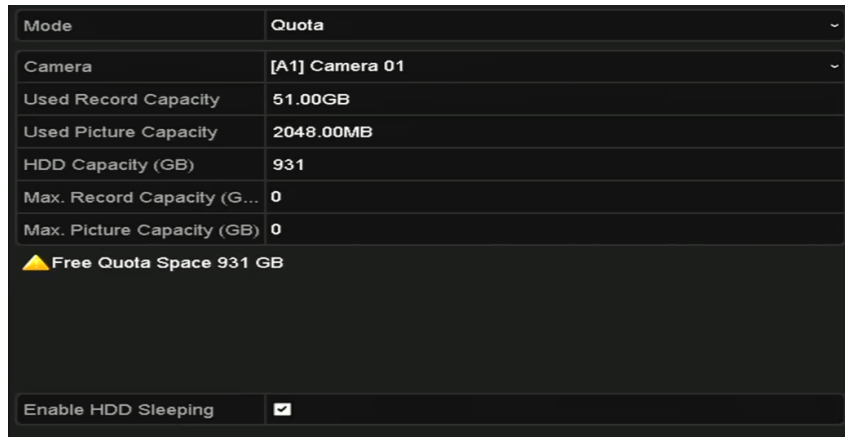 Mode Quota
Camera [A1] Camera 01
Used Record Capacity 51.00GB
Used Picture Capacity 2048.00MB
HDD Capacity (GB) 931
Max. Record Capacity (G... 0
Max. Picture Capacity (GB) 0
Free Quota Space 931 GB
Enable HDD Sleeping